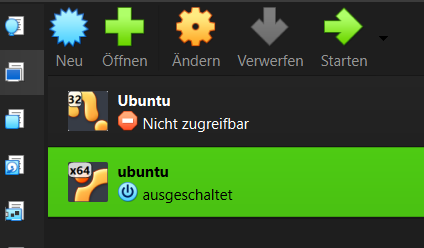 Neu Öffnen Ändern Verwerfen Starten
32
Ubuntu
Nicht zugreifbar
x64
ubuntu
ausgeschaltet